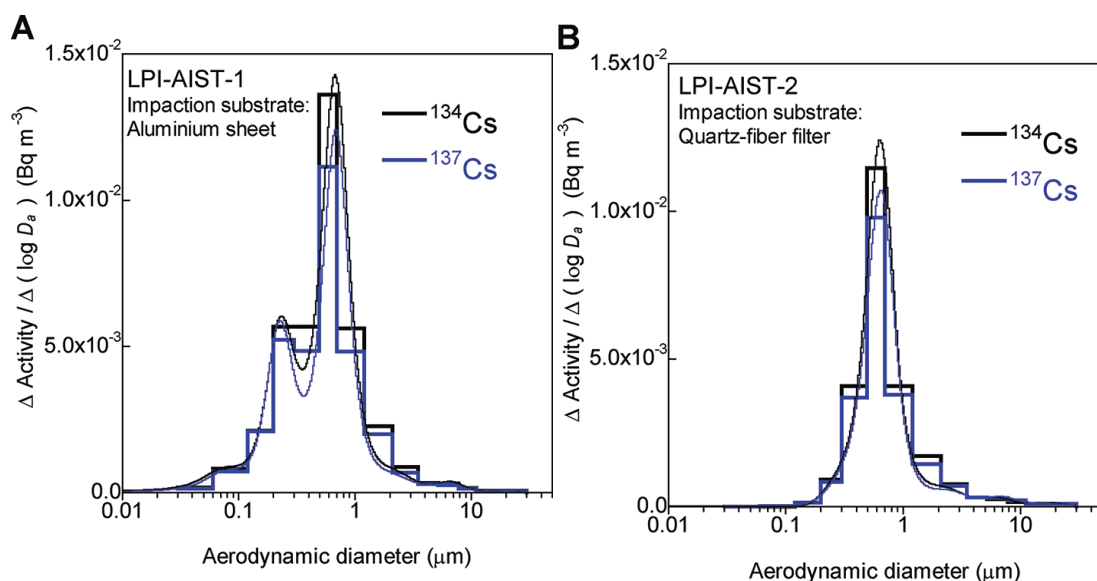 A
1.5x10⁻²
1.0x10⁻²
5.0x10⁻³
0.0
Δ Activity / Δ ( log Dₐ ) (Bq m⁻³)
LPI-AIST-1
Impaction substrate:
Aluminium sheet
¹³⁴Cs
¹³⁷Cs
0.01
0.1
1
10
Aerodynamic diameter (μm)
B
1.5x10⁻²
1.0x10⁻²
5.0x10⁻³
0.0
Δ Activity / Δ ( log Dₐ ) (Bq m⁻³)
LPI-AIST-2
Impaction substrate:
Quartz-fiber filter
¹³⁴Cs
¹³⁷Cs
0.01
0.1
1
10
Aerodynamic diameter (μm)